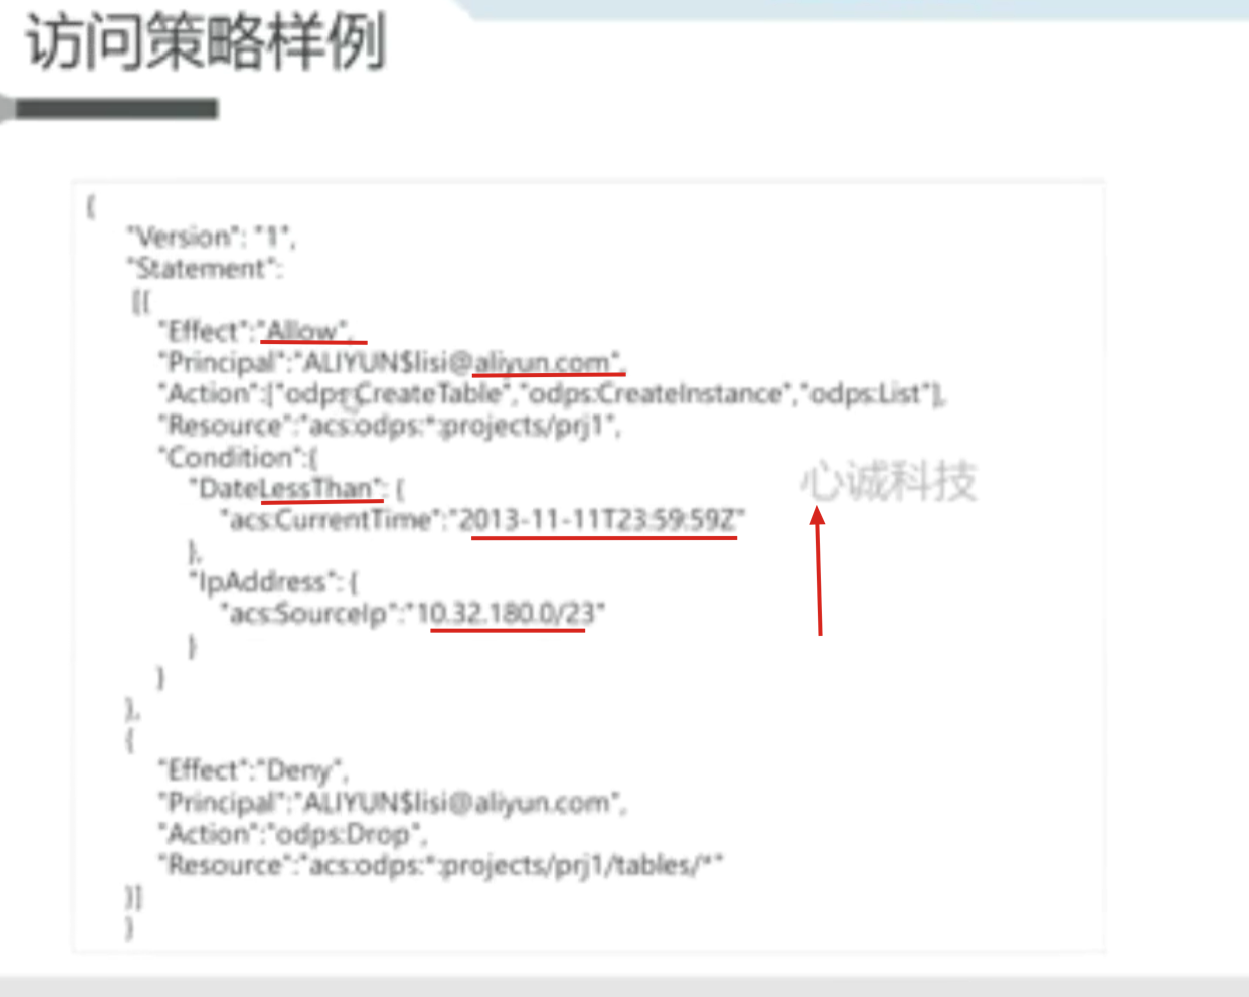 访问策略样例
{
"Version": "1",
"Statement":
[{
"Effect":"Allow",
"Principal":"ALIYUN$lisi@aliyun.com",
"Action":["odps:CreateTable","odps:CreateInstance","odps:List"],
"Resource":"acs:odps:*:projects/prj1",
"Condition":{
"DateLessThan": {
"acs:CurrentTime":"2013-11-11T23:59:59Z"
},
"IpAddress": {
"acs:SourceIp":"10.32.180.0/23"
}
}
},
{
"Effect":"Deny",
"Principal":"ALIYUN$lisi@aliyun.com",
"Action":"odps:Drop",
"Resource":"acs:odps:*:projects/prj1/tables/*"
}]
}
心诚科技